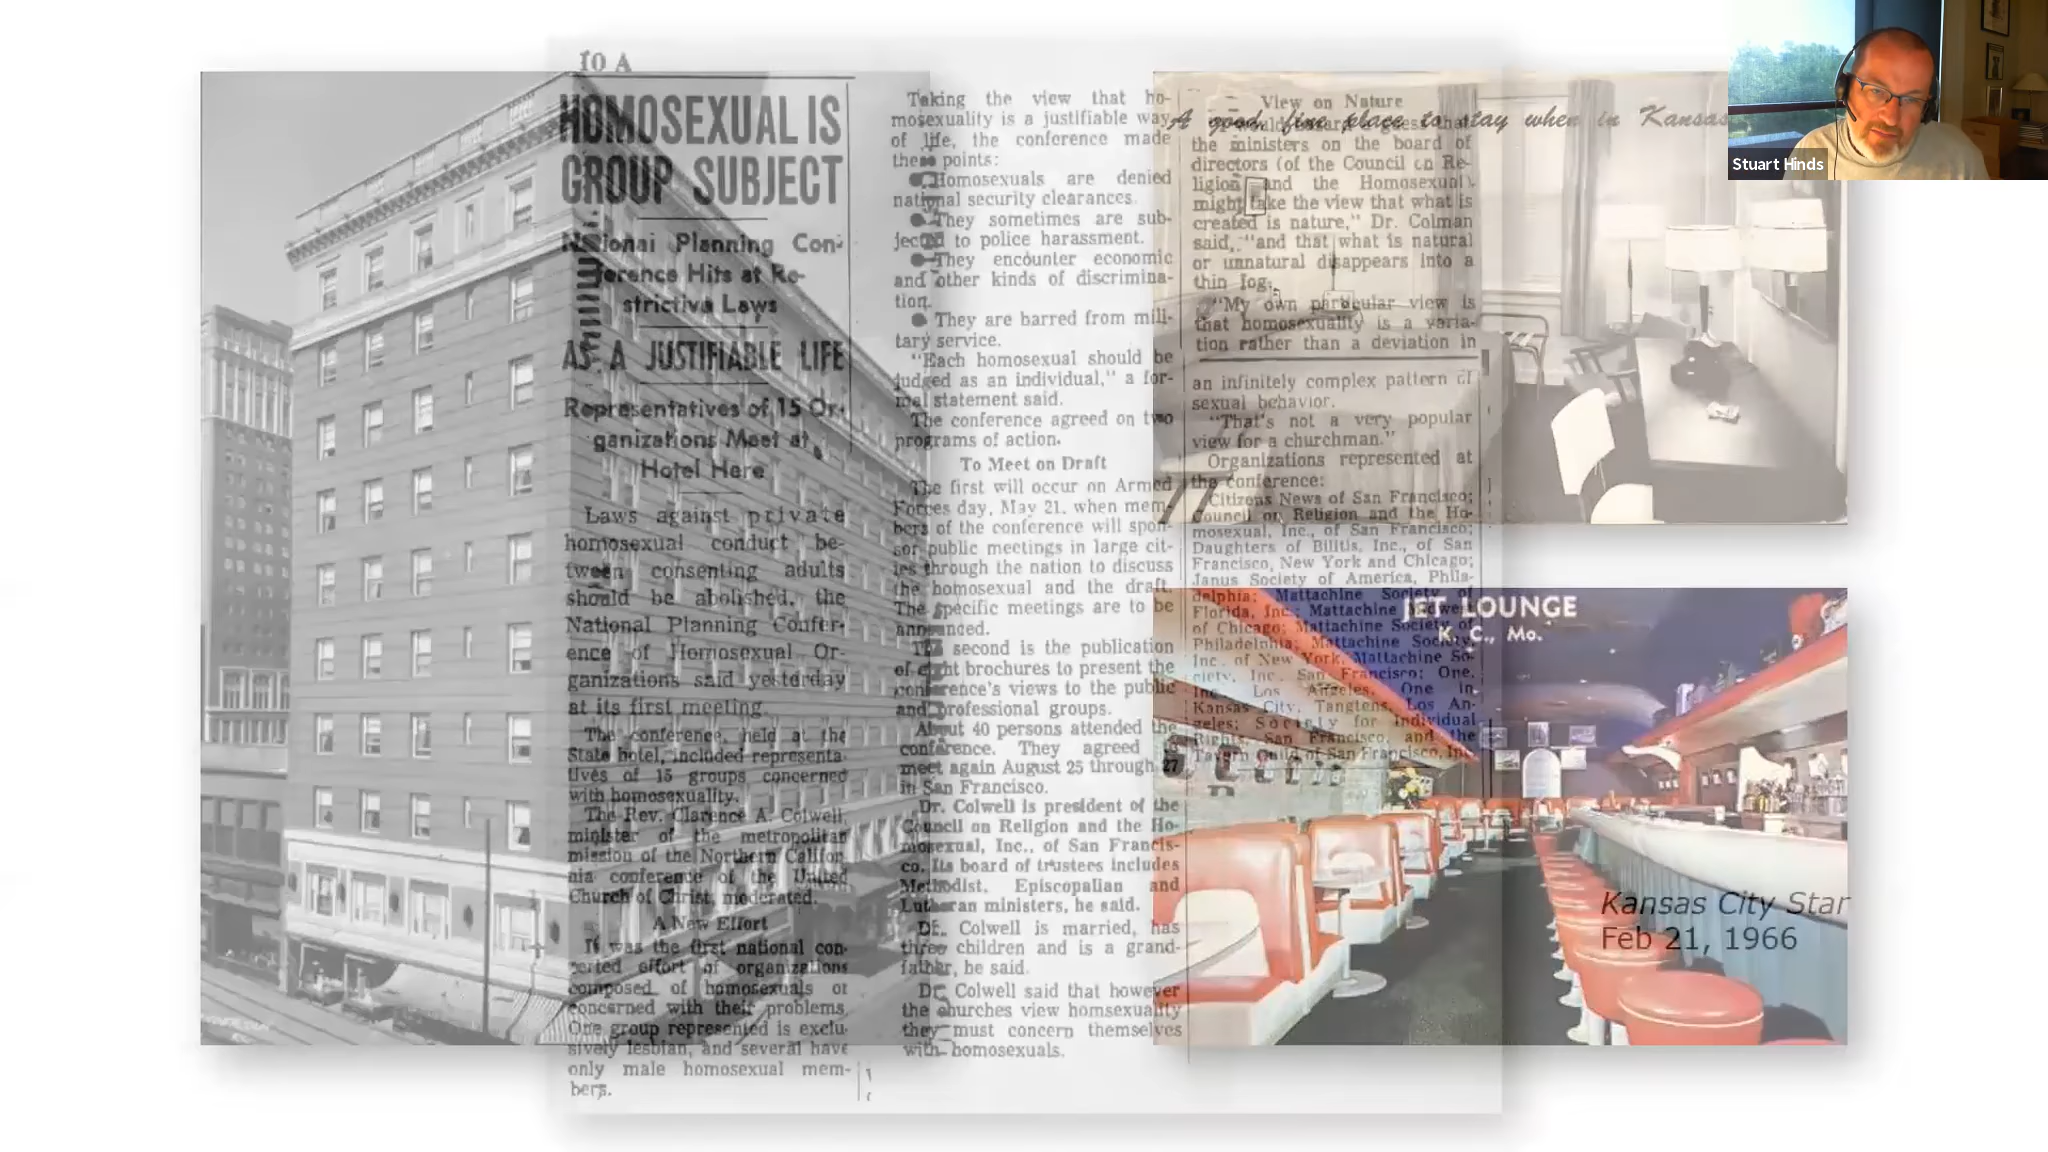 10 A
HOMOSEXUAL IS
GROUP SUBJECT
National Planning Con-
ference Hits at Re-
strictive Laws
AS A JUSTIFIABLE LIFE
Representatives of 15 Or-
ganizations Meet at
Hotel Here
Laws against private
homosexual conduct be-
tween consenting adults
should be abolished, the
National Planning Confer-
ence of Homosexual Or-
ganizations said yesterday
at its first meeting.
The conference, held at the
State hotel, included representa-
tives of 15 groups concerned
with homosexuality.
The Rev. Clarence A. Colwell,
minister of the metropolitan
mission of the Northern Califor-
nia conference of the United
Church of Christ, moderated.
A New Effort
It was the first national con-
certed effort of organizations
composed of homosexuals or
concerned with their problems.
One group represented is exclu-
sively lesbian, and several have
only male homosexual mem-
bers.
Taking the view that ho-
mosexuality is a justifiable way
of life, the conference made
these points:
Homosexuals are denied
national security clearances.
They sometimes are sub-
jected to police harassment.
They encounter economic
and other kinds of discrimina-
tion.
They are barred from mili-
tary service.
"Each homosexual should be
judged as an individual," a for-
mal statement said.
The conference agreed on two
programs of action.
To Meet on Draft
The first will occur on Armed
Forces day, May 21, when mem-
bers of the conference will spon-
sor public meetings in large cit-
ies through the nation to discuss
the homosexual and the draft.
The specific meetings are to be
announced.
The second is the publication
of eight brochures to present the
conference's views to the public
and professional groups.
About 40 persons attended the
conference. They agreed
meet again August 25 through 27
in San Francisco.
Dr. Colwell is president of the
Council on Religion and the Ho-
mosexual, Inc., of San Francis-
co. Its board of trustees includes
Methodist, Episcopalian and
Lutheran ministers, he said.
Dr. Colwell is married, has
three children and is a grand-
father, he said.
Dr. Colwell said that however
the churches view homsexuality
they must concern themselves
with homosexuals.
View on Nature
"I would hazard a guess that
the ministers on the board of
directors (of the Council on Re-
ligion and the Homosexual),
might take the view that what is
created is nature," Dr. Colman
said, "and that what is natural
or unnatural disappears into a
thin fog.
"My own particular view is
that homosexuality is a varia-
tion rather than a deviation in
an infinitely complex pattern of
sexual behavior.
"That's not a very popular
view for a churchman."
Organizations represented at
the conference:
Citizens News of San Francisco;
Council on Religion and the Ho-
mosexual, Inc., of San Francisco;
Daughters of Bilitis, Inc., of San
Francisco, New York and Chicago;
Janus Society of America, Phila-
delphia; Mattachine Society of
Florida, Inc.; Mattachine Midwest
of Chicago; Mattachine Society of
Philadelphia; Mattachine Society,
Inc. of New York, Mattachine So-
ciety, Inc. San Francisco; One,
Inc., Los Angeles, One in
Kansas City, Tangents, Los An-
geles; Society for Individual
Rights, San Francisco, and the
Tavern Guild of San Francisco, Inc.
A good, fine place to stay when in Kansas
JET LOUNGE
K. C., Mo.
Kansas City Star
Feb 21, 1966
Stuart Hinds